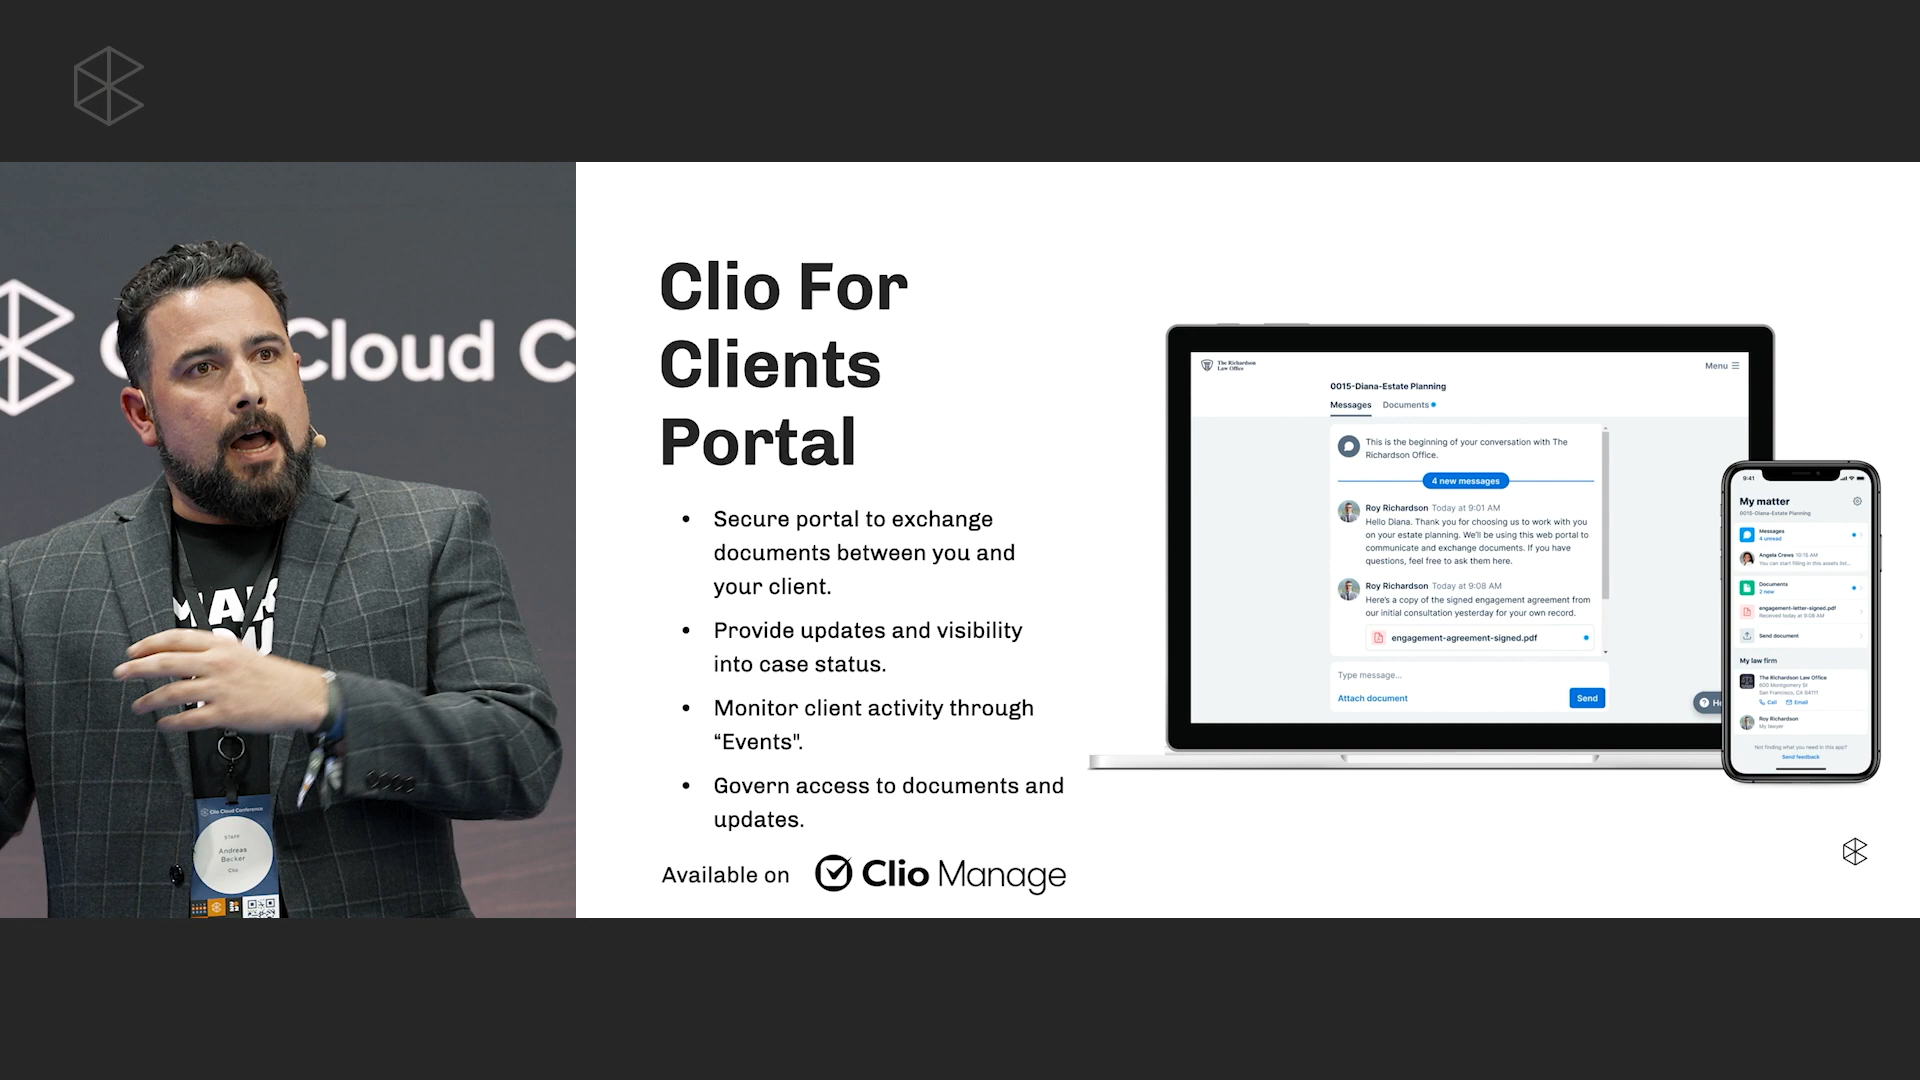 Cloud C
MAK
Clio Cloud Conference
STAFF
Andreas
Becker
Clio
Clio For
Clients
Portal
• Secure portal to exchange
documents between you and
your client.
• Provide updates and visibility
into case status.
• Monitor client activity through
“Events".
• Govern access to documents and
updates.
Available on Clio Manage
The Richardson
Law Office
Menu
0015-Diana-Estate Planning
Messages Documents
This is the beginning of your conversation with The
Richardson Office.
4 new messages
Roy Richardson Today at 9:01 AM
Hello Diana. Thank you for choosing us to work with you
on your estate planning. We'll be using this web portal to
communicate and exchange documents. If you have
questions, feel free to ask them here.
Roy Richardson Today at 9:08 AM
Here's a copy of the signed engagement agreement from
our initial consultation yesterday for your own record.
engagement-agreement-signed.pdf
Type message...
Attach document
Send
? He
9:41
My matter
0015-Diana-Estate Planning
Messages
4 unread
Angela Crews 10:15 AM
You can start filling in this assets list...
Documents
2 new
engagement-letter-signed.pdf
Received today at 9:08 AM
Send document
My law firm
The Richardson Law Office
600 Montgomery St
San Francisco, CA 94111
Call Email
Roy Richardson
My lawyer
Not finding what you need in this app?
Send feedback